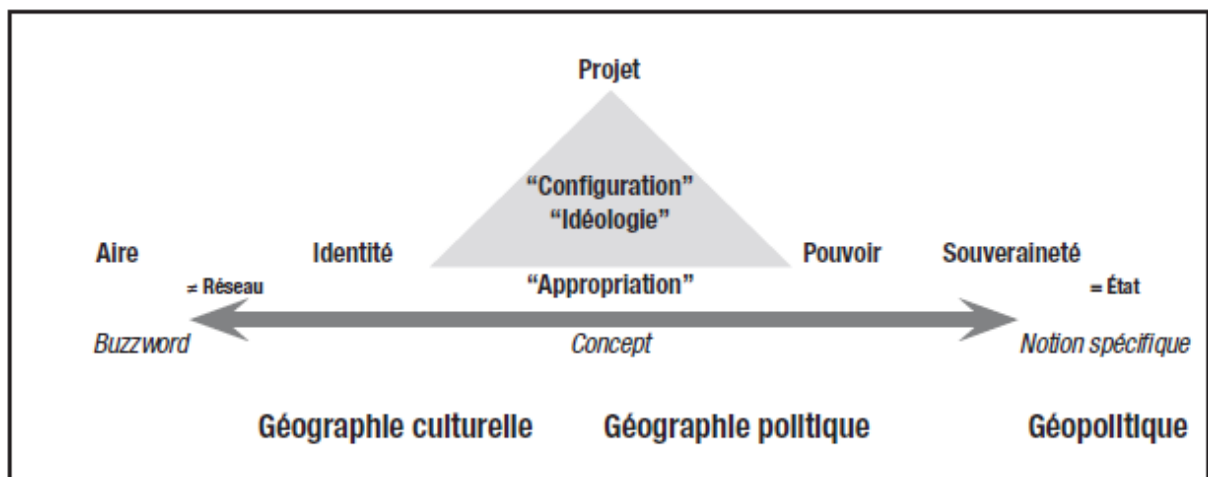 Projet
“Configuration”
“Idéologie”
Aire Identité Pouvoir Souveraineté
≠ Réseau “Appropriation” = État
Buzzword Concept Notion spécifique
Géographie culturelle Géographie politique Géopolitique